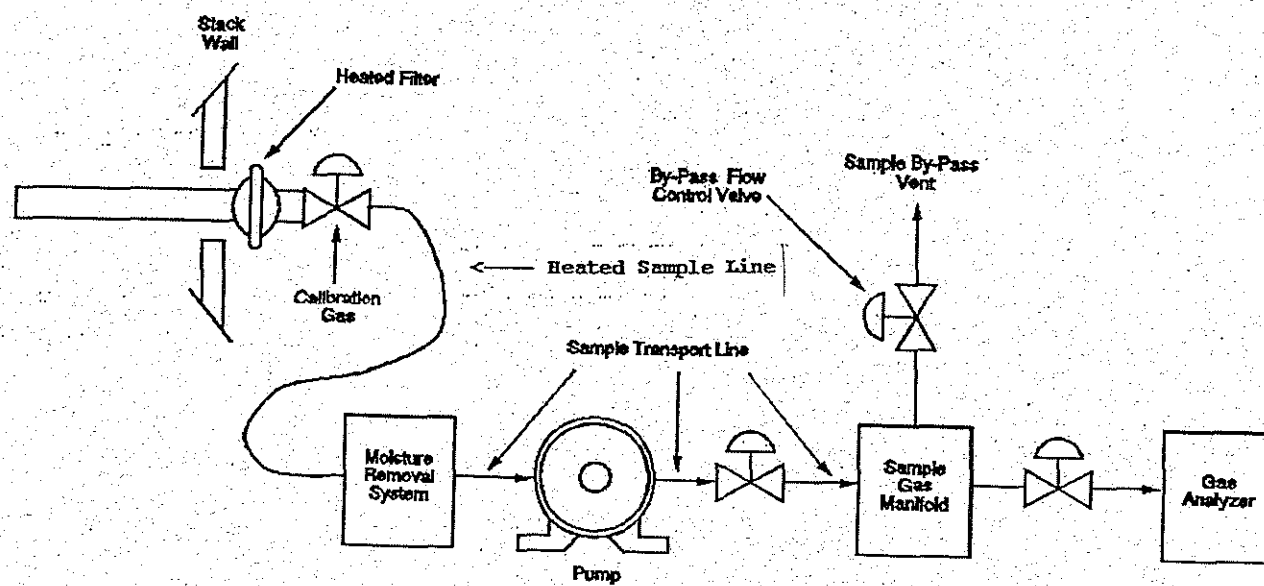 Stack
Wall
Heated Filter
By-Pass Flow
Control Valve
Sample By-Pass
Vent
Heated Sample Line
Calibration
Gas
Sample Transport Line
Moisture
Removal
System
Sample
Gas
Manifold
Gas
Analyzer
Pump